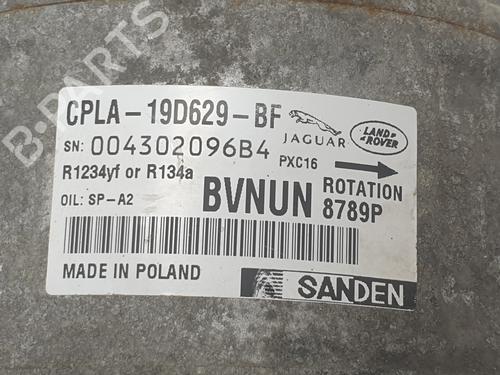 B-PARTS
CPLA-19D629-BF
JAGUAR
LAND ROVER
SN: 004302096B4
PXC16
R1234yf or R134a
BVNUN
ROTATION
OIL: SP-A2
8789P
MADE IN POLAND
SANDEN